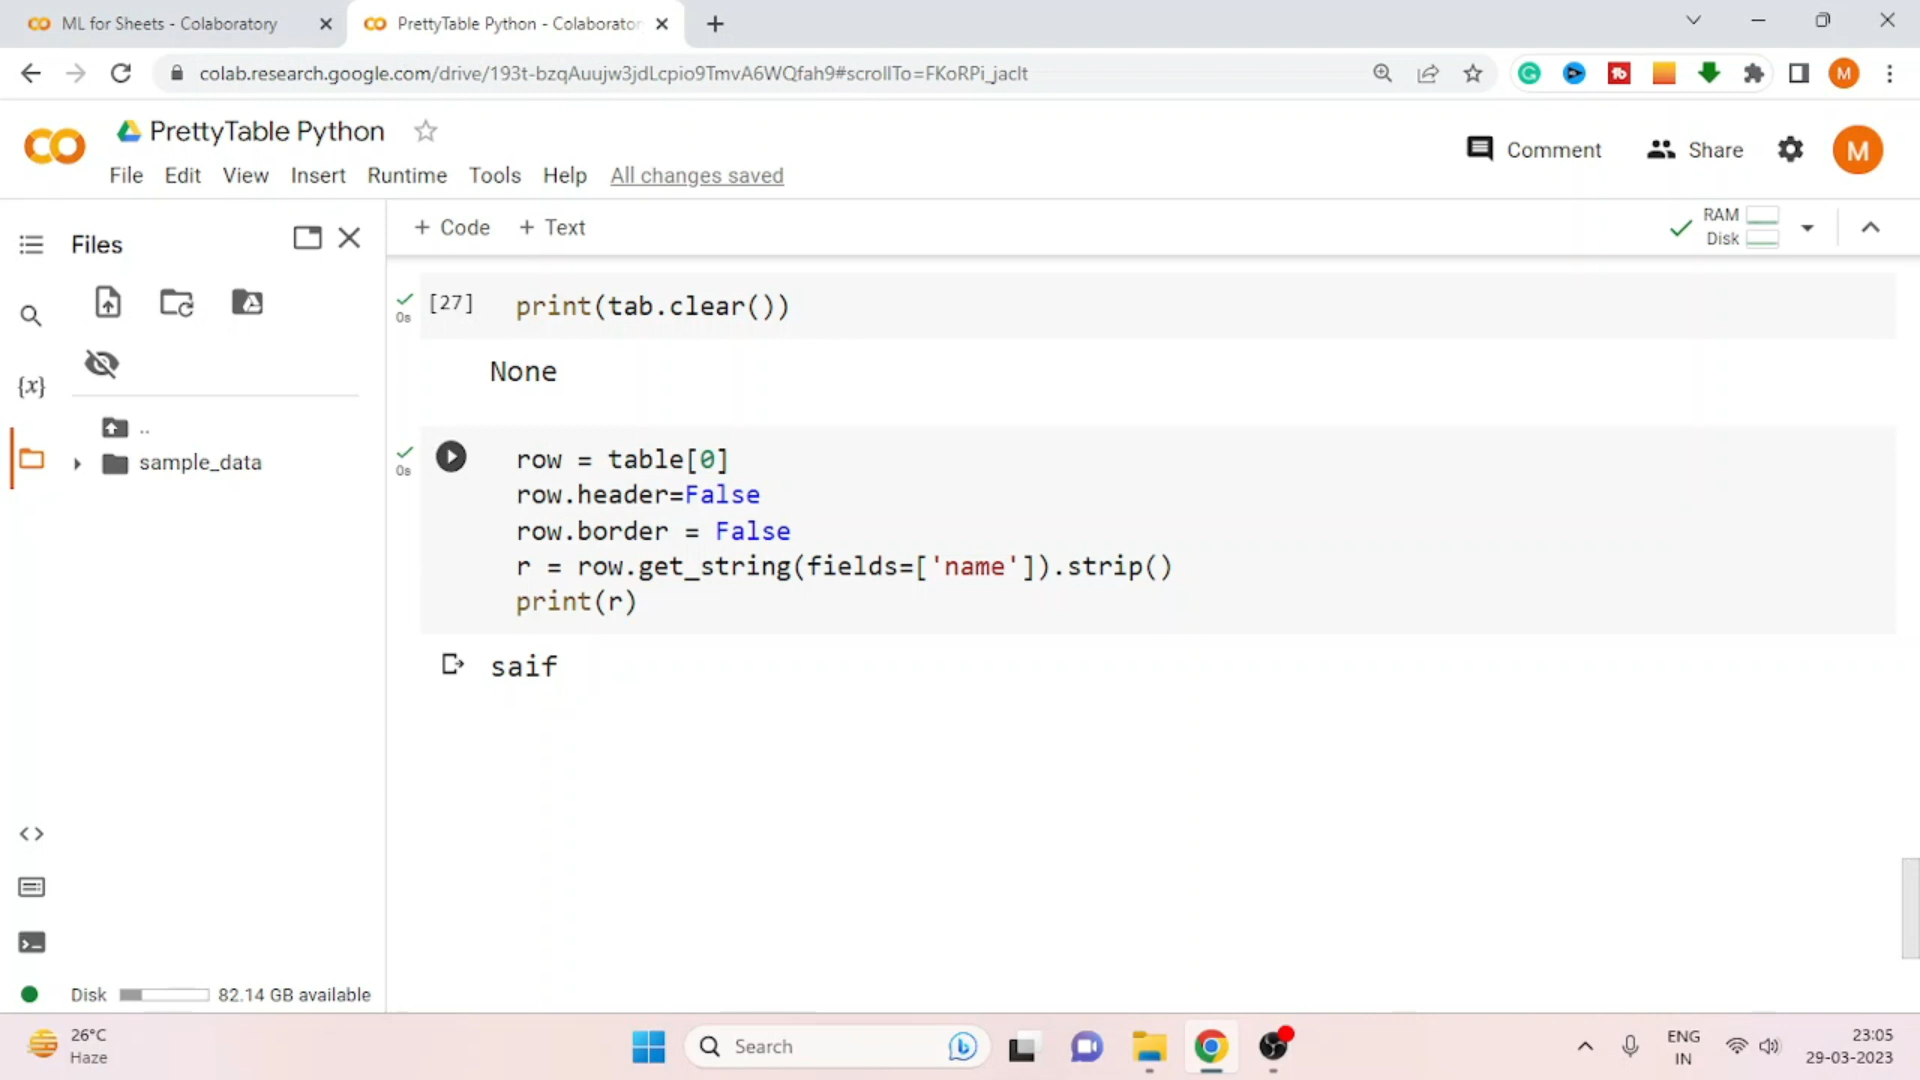 ML for Sheets - Colaboratory
PrettyTable Python - Colaborator
colab.research.google.com/drive/193t-bzqAuujw3jdLcpio9TmvA6WQfah9#scrollTo=FKoRPi_jaclt
M
PrettyTable Python
File Edit View Insert Runtime Tools Help All changes saved
Comment Share M
Files
+ Code + Text
RAM
Disk
[27] print(tab.clear())
0s
None
{x}
..
sample_data
0s
row = table[0]
row.header=False
row.border = False
r = row.get_string(fields=['name']).strip()
print(r)
saif
Disk 82.14 GB available
26°C
Haze
Search
ENG
IN
23:05
29-03-2023